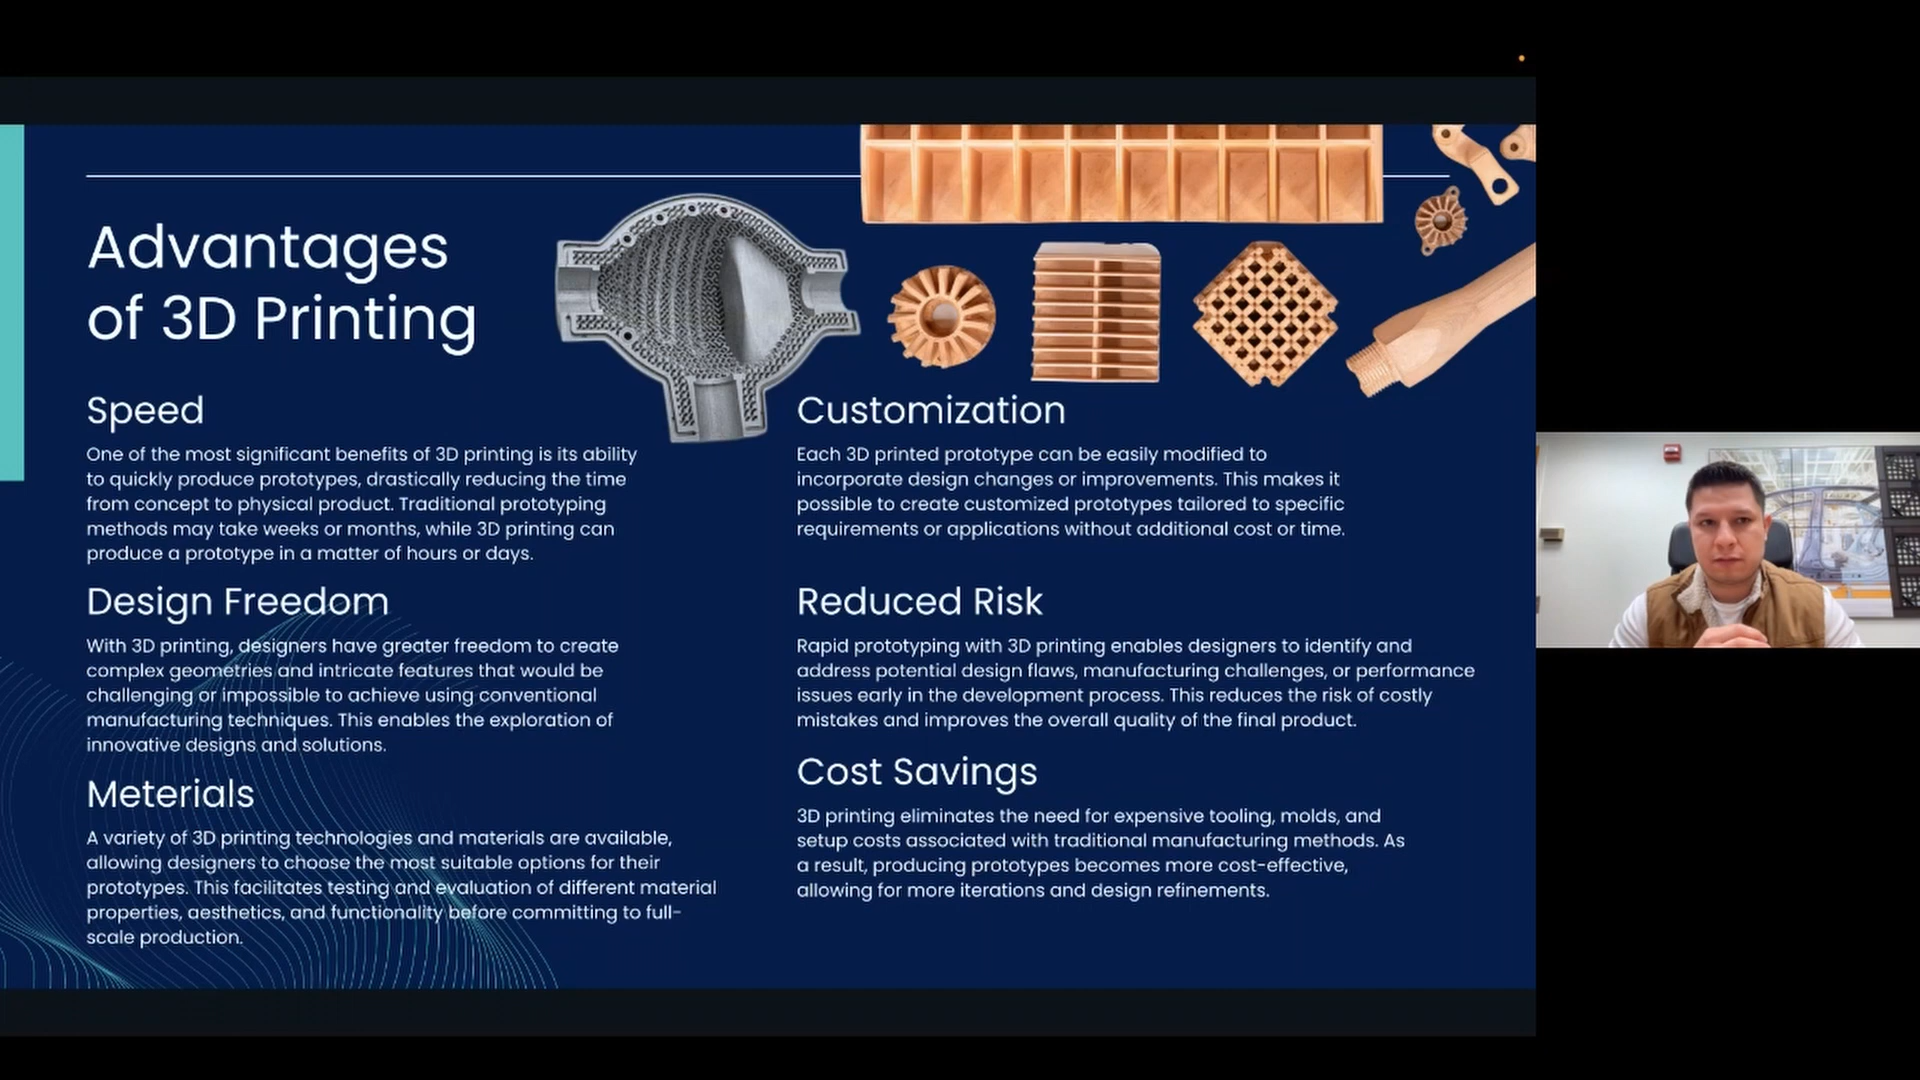 Advantages
of 3D Printing
Speed
One of the most significant benefits of 3D printing is its ability
to quickly produce prototypes, drastically reducing the time
from concept to physical product. Traditional prototyping
methods may take weeks or months, while 3D printing can
produce a prototype in a matter of hours or days.
Design Freedom
With 3D printing, designers have greater freedom to create
complex geometries and intricate features that would be
challenging or impossible to achieve using conventional
manufacturing techniques. This enables the exploration of
innovative designs and solutions.
Meterials
A variety of 3D printing technologies and materials are available,
allowing designers to choose the most suitable options for their
prototypes. This facilitates testing and evaluation of different material
properties, aesthetics, and functionality before committing to full-
scale production.
Customization
Each 3D printed prototype can be easily modified to
incorporate design changes or improvements. This makes it
possible to create customized prototypes tailored to specific
requirements or applications without additional cost or time.
Reduced Risk
Rapid prototyping with 3D printing enables designers to identify and
address potential design flaws, manufacturing challenges, or performance
issues early in the development process. This reduces the risk of costly
mistakes and improves the overall quality of the final product.
Cost Savings
3D printing eliminates the need for expensive tooling, molds, and
setup costs associated with traditional manufacturing methods. As
a result, producing prototypes becomes more cost-effective,
allowing for more iterations and design refinements.